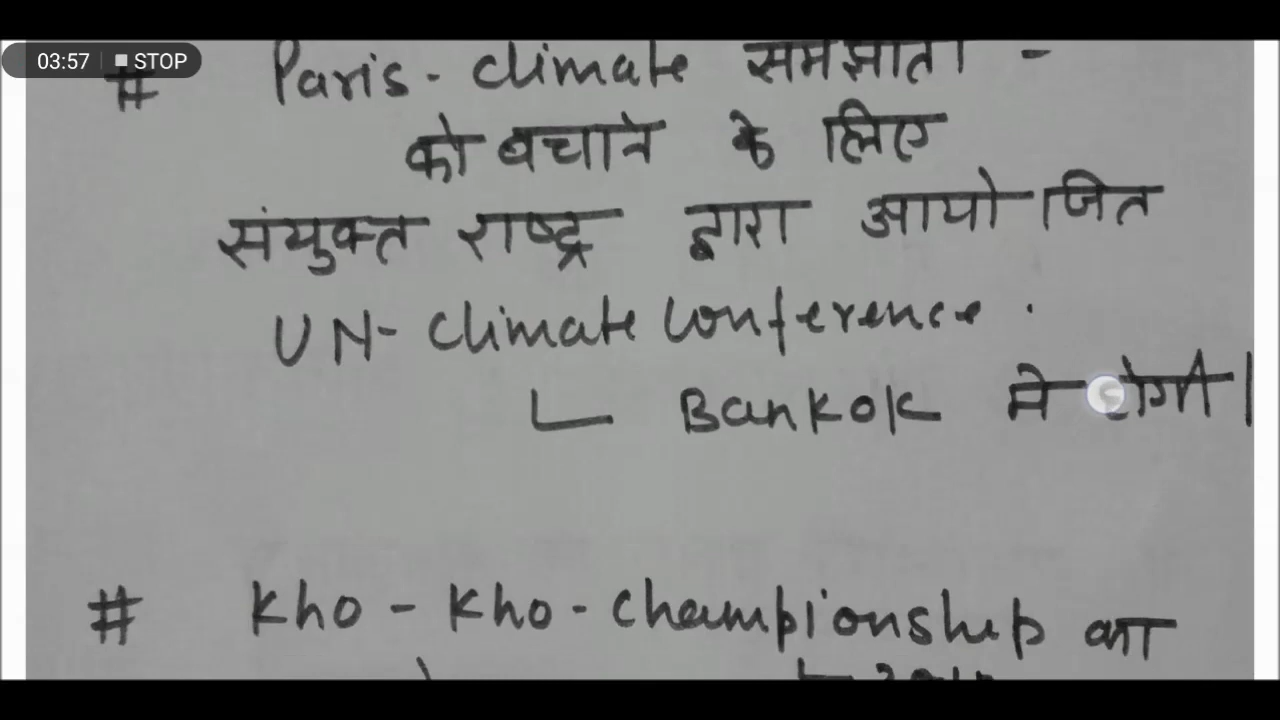 03:57 STOP
# Paris - climate समझौता -
को बचाने के लिए
संयुक्त राष्ट्र द्वारा आयोजित
UN - climate conference .
Bankok मे होगी।
# Kho - Kho - championship का